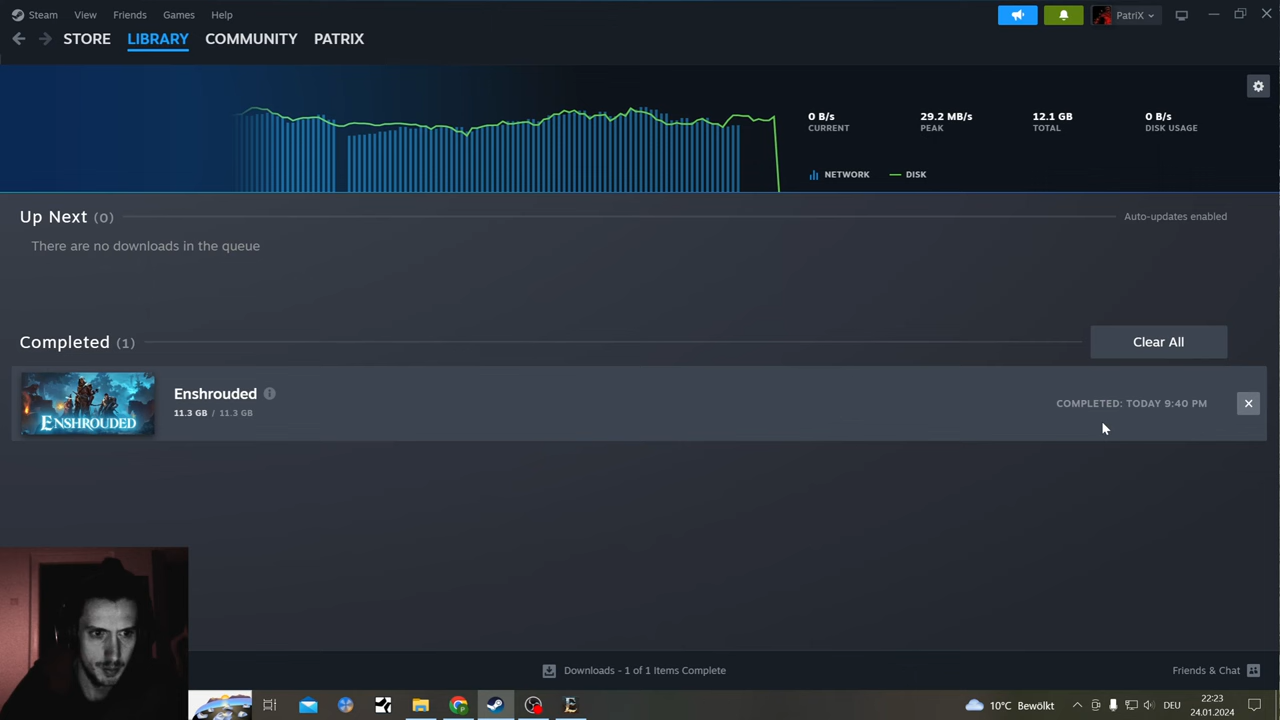 Steam View Friends Games Help PatriX
STORE LIBRARY COMMUNITY PATRIX
0 B/s 29.2 MB/s 12.1 GB 0 B/s
CURRENT PEAK TOTAL DISK USAGE
NETWORK DISK
Up Next (0) Auto-updates enabled
There are no downloads in the queue
Completed (1) Clear All
ENSHROUDED
Enshrouded
11.3 GB / 11.3 GB
COMPLETED: TODAY 9:40 PM
Downloads - 1 of 1 Items Complete Friends & Chat
10°C Bewölkt DEU 22:23
24.01.2024